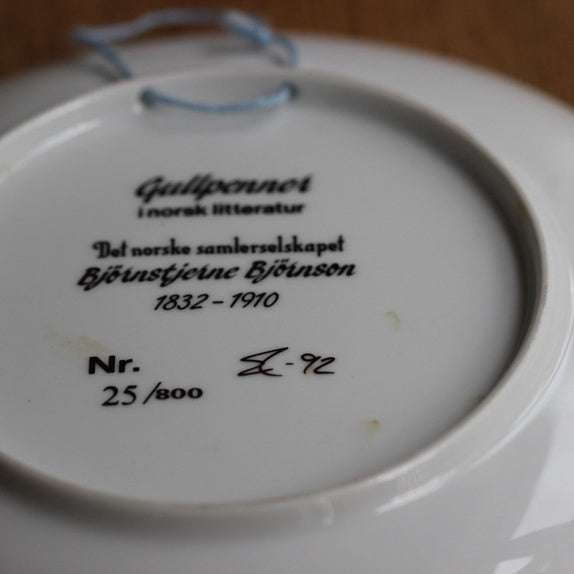 Gullpennet
i norsk litteratur
Det norske samlerselskapet
Björnstjerne Björnson
1832 – 1910
Nr.
25/800
-92